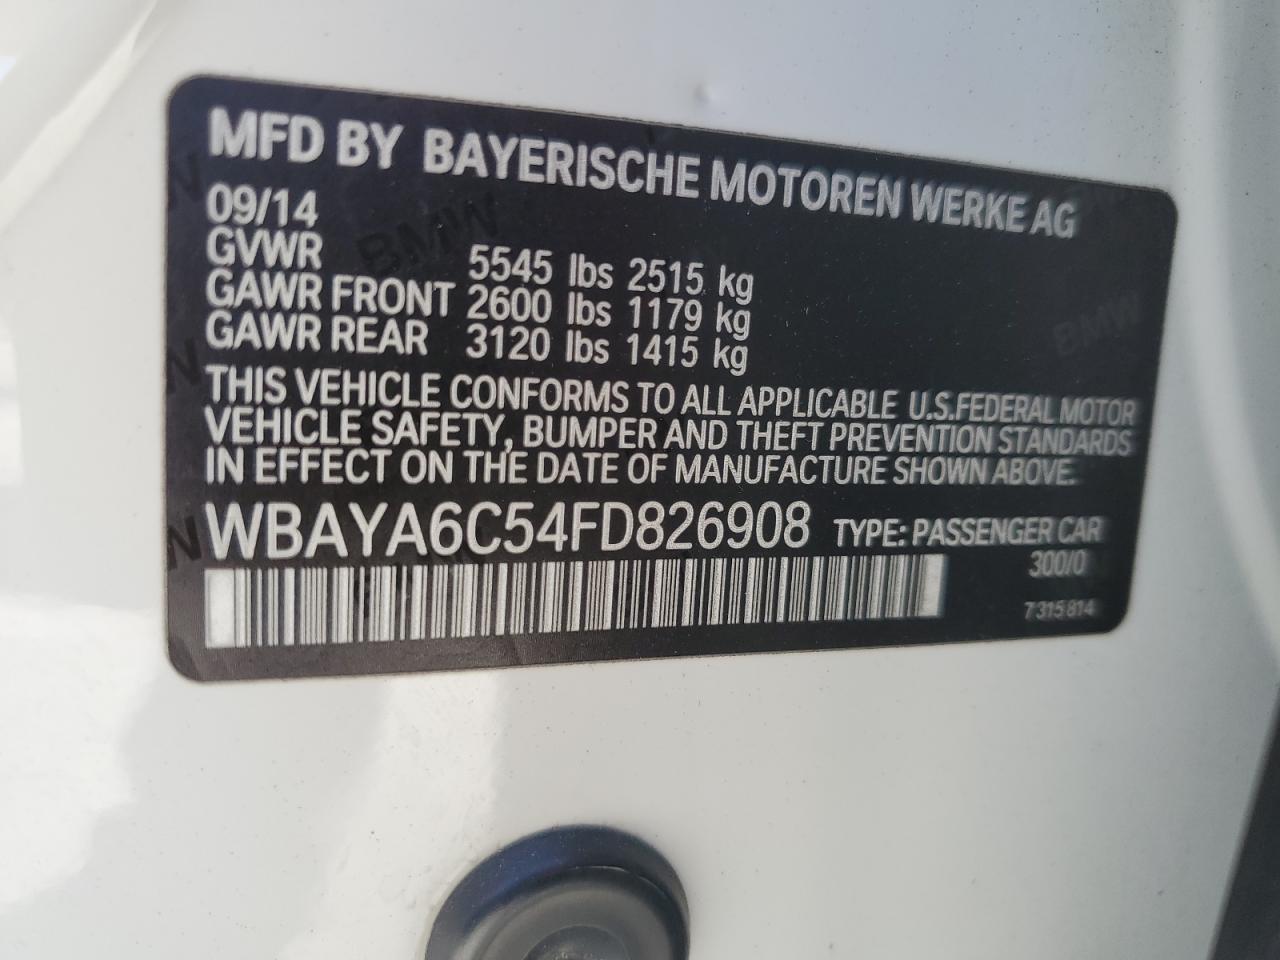 MFD BY BAYERISCHE MOTOREN WERKE AG
09/14
GVWR 5545 lbs 2515 kg
GAWR FRONT 2600 lbs 1179 kg
GAWR REAR 3120 lbs 1415 kg
THIS VEHICLE CONFORMS TO ALL APPLICABLE U.S.FEDERAL MOTOR
VEHICLE SAFETY, BUMPER AND THEFT PREVENTION STANDARDS
IN EFFECT ON THE DATE OF MANUFACTURE SHOWN ABOVE.
WBAYA6C54FD826908 TYPE: PASSENGER CAR
300/0
7 315 814
BMW
BMW